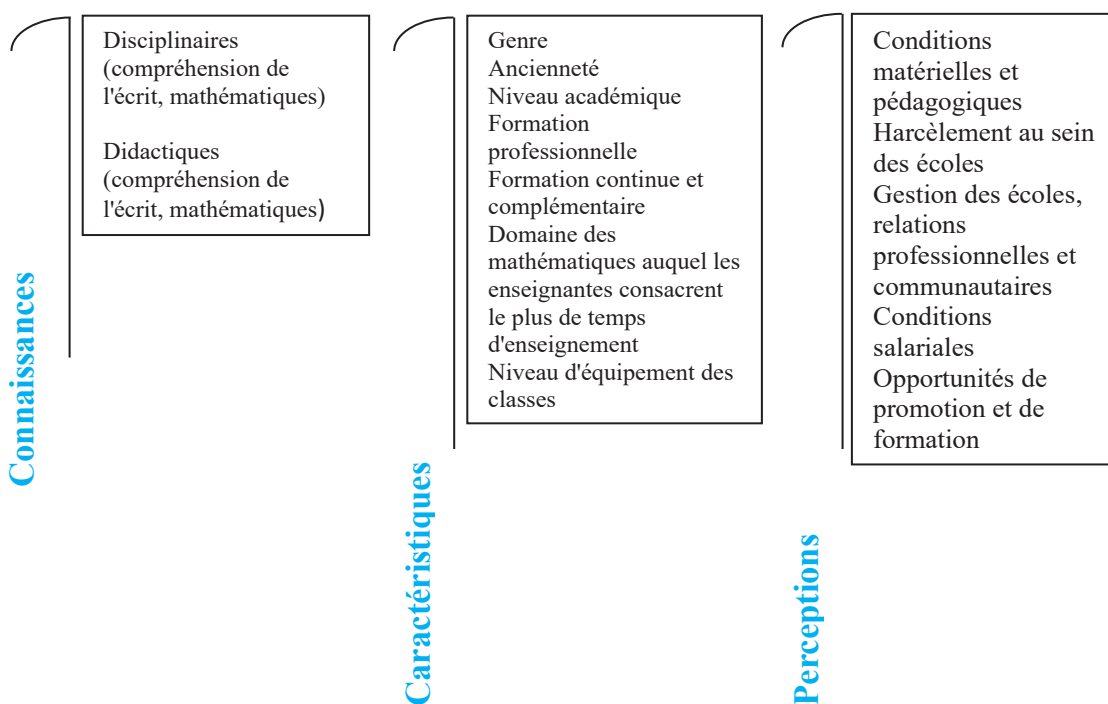 Connaissances
Disciplinaires
(compréhension de
l'écrit, mathématiques)
Didactiques
(compréhension de
l'écrit, mathématiques)
Caractéristiques
Genre
Ancienneté
Niveau académique
Formation
professionnelle
Formation continue et
complémentaire
Domaine des
mathématiques auquel les
enseignantes consacrent
le plus de temps
d'enseignement
Niveau d'équipement des
classes
Perceptions
Conditions
matérielles et
pédagogiques
Harcèlement au sein
des écoles
Gestion des écoles,
relations
professionnelles et
communautaires
Conditions
salariales
Opportunités de
promotion et de
formation